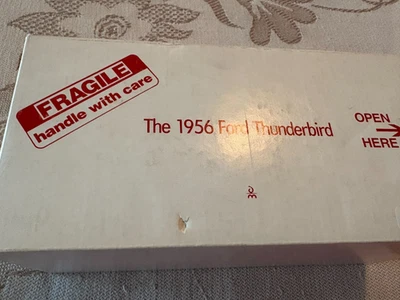 FRAGILE
handle with care
The 1956 Ford Thunderbird
OPEN
HERE